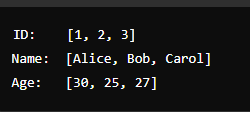 ID:    [1, 2, 3]
Name:  [Alice, Bob, Carol]
Age:   [30, 25, 27]